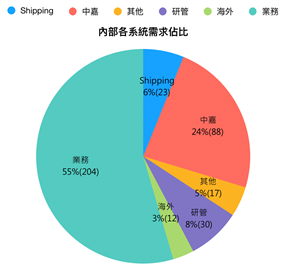 Shipping 中嘉 其他 研管 海外 業務
內部各系統需求佔比
Shipping
6%(23)
中嘉
24%(88)
其他
5%(17)
研管
8%(30)
海外
3%(12)
業務
55%(204)